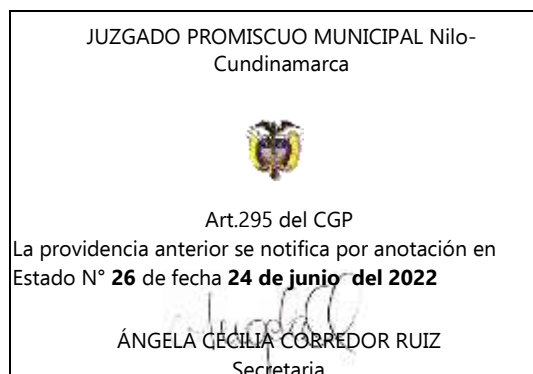 JUZGADO PROMISCUO MUNICIPAL Nilo-
Cundinamarca
Art.295 del CGP
La providencia anterior se notifica por anotación en
Estado N° 26 de fecha 24 de junio del 2022
ÁNGELA CECILIA CORREDOR RUIZ
Secretaria